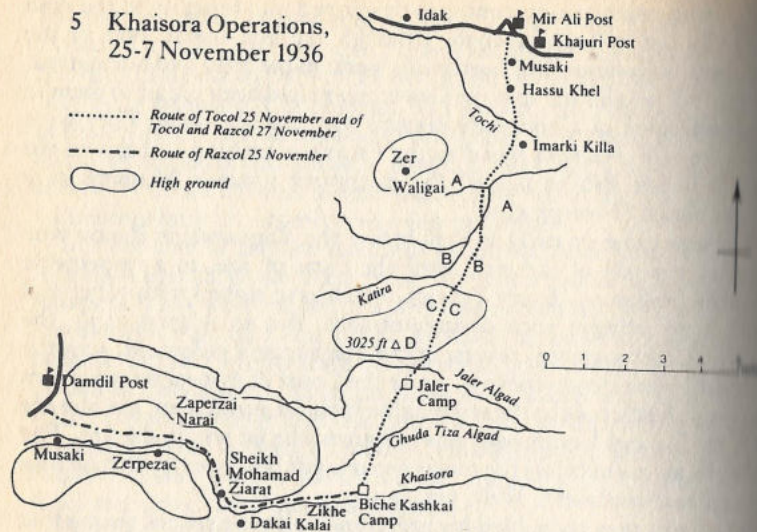 5 Khaisora Operations,
25-7 November 1936
Route of Tocol 25 November and of
Tocol and Razcol 27 November
Route of Razcol 25 November
High ground
Idak
Mir Ali Post
Khajuri Post
Musaki
Hassu Khel
Tochi
Imarki Killa
Zer
Waligai
A
A
B
B
Katira
C C
3025 ft D
0 1 2 3 4
Damdil Post
Jaler
Camp
Jaler Algad
Zaperzai
Narai
Ghuda Tiza Algad
Musaki
Zerpezac
Sheikh
Mohamad
Ziarat
Khaisora
Zikhe
Biche Kashkai
Camp
Dakai Kalai